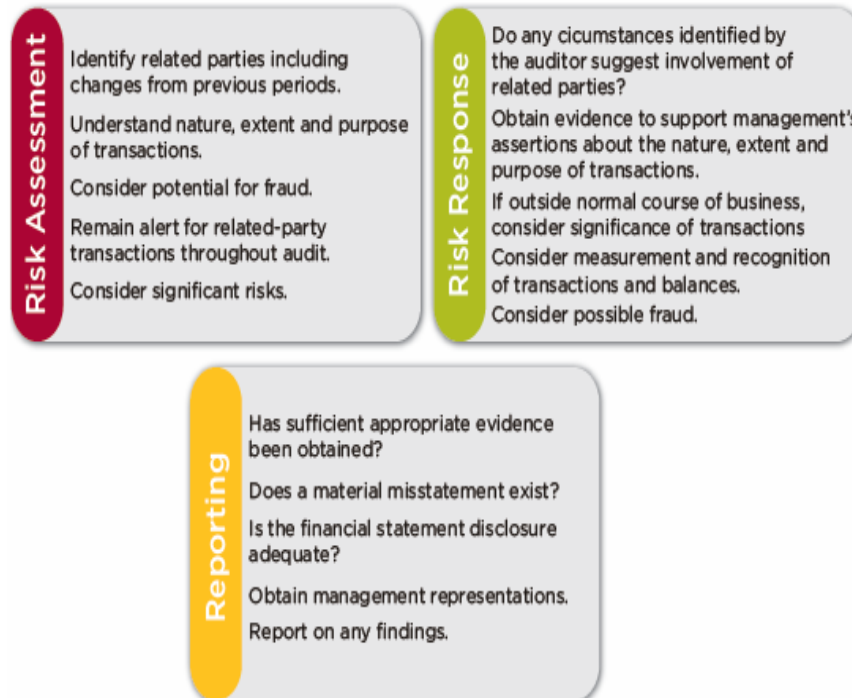 Risk Assessment
Identify related parties including
changes from previous periods.
Understand nature, extent and purpose
of transactions.
Consider potential for fraud.
Remain alert for related-party
transactions throughout audit.
Consider significant risks.
Risk Response
Do any cicumstances identified by
the auditor suggest involvement of
related parties?
Obtain evidence to support management's
assertions about the nature, extent and
purpose of transactions.
If outside normal course of business,
consider significance of transactions
Consider measurement and recognition
of transactions and balances.
Consider possible fraud.
Reporting
Has sufficient appropriate evidence
been obtained?
Does a material misstatement exist?
Is the financial statement disclosure
adequate?
Obtain management representations.
Report on any findings.